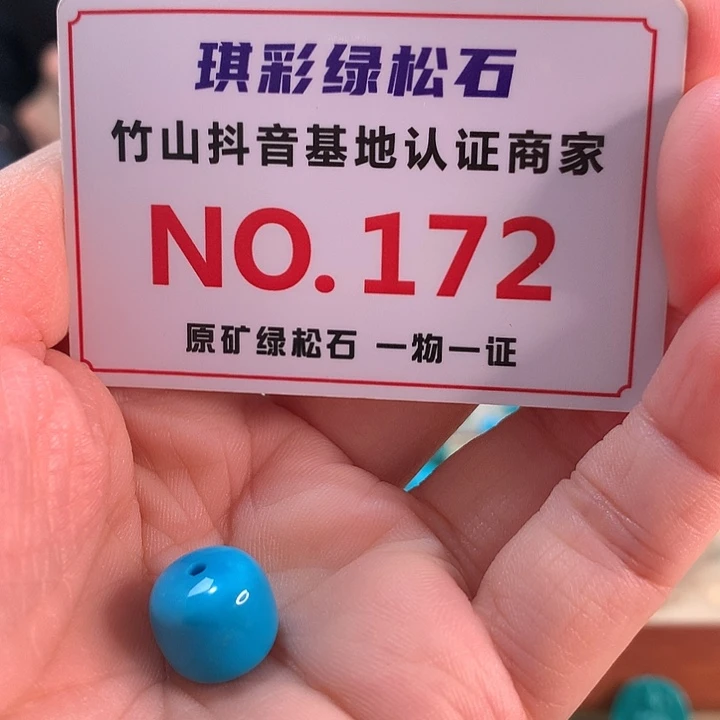 琪彩绿松石
竹山抖音基地认证商家
NO.172
原矿绿松石 一物一证